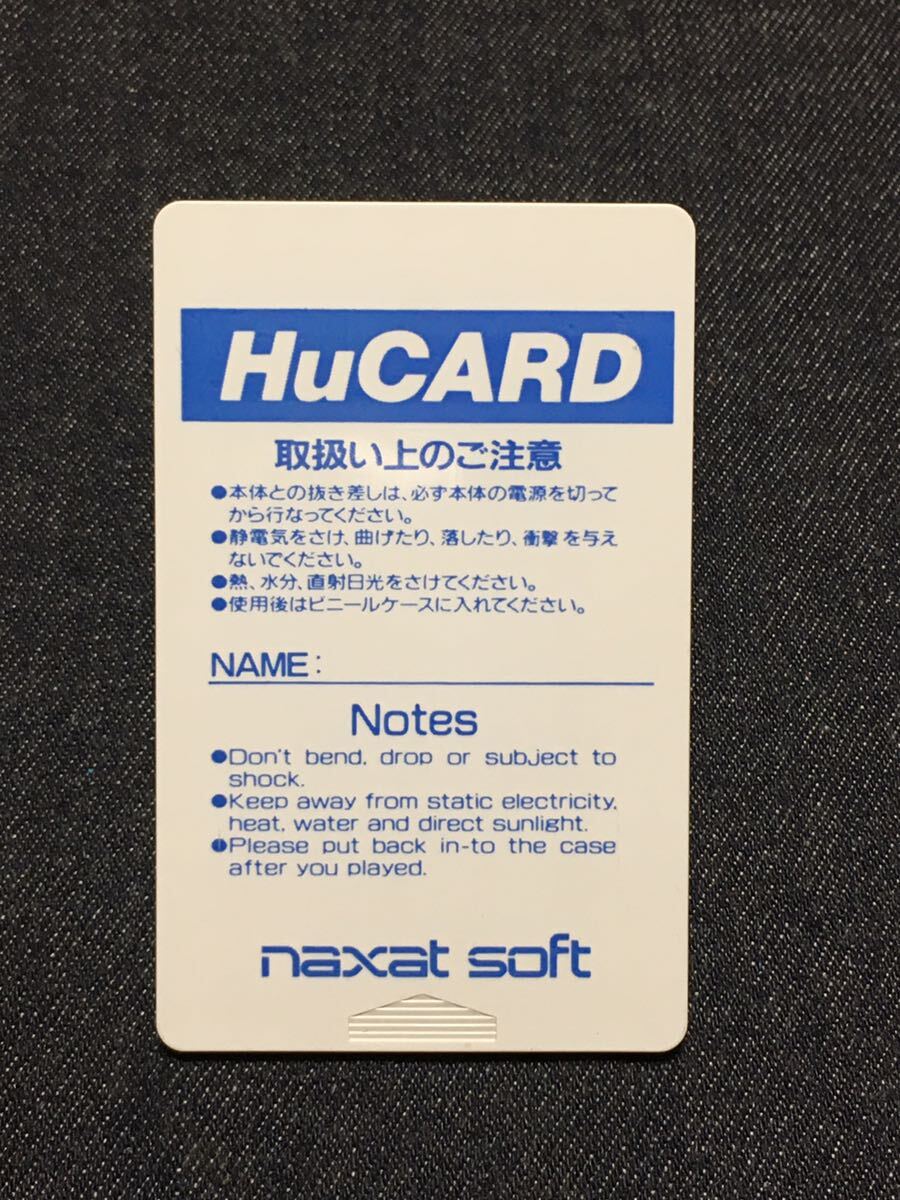 HuCARD
取扱い上のご注意
●本体との抜き差しは、必ず本体の電源を切って
から行なってください。
●静電気をさけ、曲げたり、落したり、衝撃を与え
ないでください。
●熱、水分、直射日光をさけてください。
●使用後はビニールケースに入れてください。
NAME:
Notes
●Don't bend, drop or subject to
shock.
●Keep away from static electricity,
heat, water and direct sunlight.
●Please put back in-to the case
after you played.
naxat soft